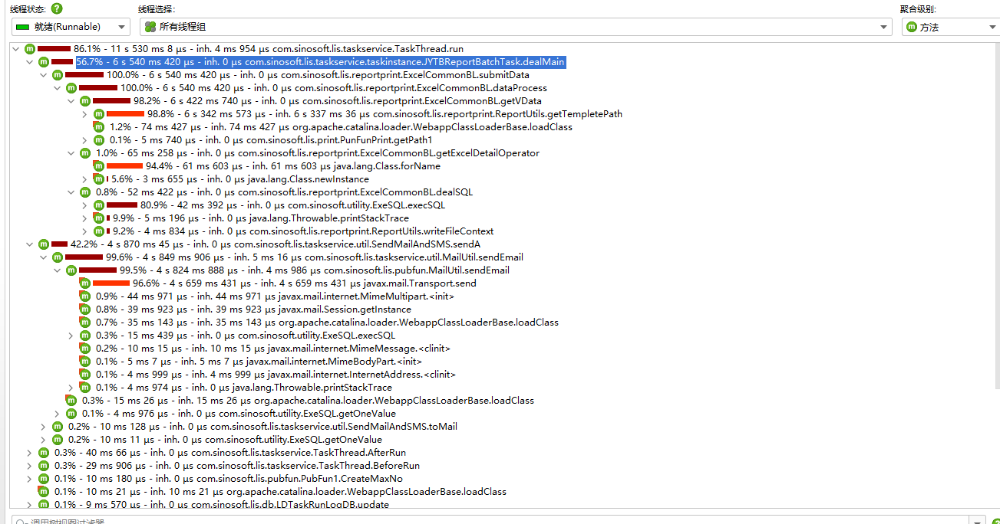 线程状态: ?
线程选择:
聚合级别:
就绪(Runnable)
所有线程组
m 方法
m 86.1% - 11 s 530 ms 8 µs - inh. 4 ms 954 µs com.sinosoft.lis.taskservice.TaskThread.run
m 56.7% - 6 s 540 ms 420 µs - inh. 0 µs com.sinosoft.lis.taskservice.taskinstance.JYTBReportBatchTask.dealMain
m 100.0% - 6 s 540 ms 420 µs - inh. 0 µs com.sinosoft.lis.reportprint.ExcelCommonBL.submitData
m 100.0% - 6 s 540 ms 420 µs - inh. 0 µs com.sinosoft.lis.reportprint.ExcelCommonBL.dataProcess
m 98.2% - 6 s 422 ms 740 µs - inh. 0 µs com.sinosoft.lis.reportprint.ExcelCommonBL.getVData
m 98.8% - 6 s 342 ms 573 µs - inh. 6 s 337 ms 36 µs com.sinosoft.lis.reportprint.ReportUtils.getTempletePath
m 1.2% - 74 ms 427 µs - inh. 74 ms 427 µs org.apache.catalina.loader.WebappClassLoaderBase.loadClass
m 0.1% - 5 ms 740 µs - inh. 0 µs com.sinosoft.lis.print.PunFunPrint.getPath1
m 1.0% - 65 ms 258 µs - inh. 0 µs com.sinosoft.lis.reportprint.ExcelCommonBL.getExcelDetailOperator
m 94.4% - 61 ms 603 µs - inh. 61 ms 603 µs java.lang.Class.forName
m 5.6% - 3 ms 655 µs - inh. 0 µs java.lang.Class.newInstance
m 0.8% - 52 ms 422 µs - inh. 0 µs com.sinosoft.lis.reportprint.ExcelCommonBL.dealSQL
m 80.9% - 42 ms 392 µs - inh. 0 µs com.sinosoft.utility.ExeSQL.execSQL
m 9.9% - 5 ms 196 µs - inh. 0 µs java.lang.Throwable.printStackTrace
m 9.2% - 4 ms 834 µs - inh. 0 µs com.sinosoft.lis.reportprint.ReportUtils.writeFileContext
m 42.2% - 4 s 870 ms 45 µs - inh. 0 µs com.sinosoft.lis.taskservice.util.SendMailAndSMS.sendA
m 99.6% - 4 s 849 ms 906 µs - inh. 5 ms 16 µs com.sinosoft.lis.taskservice.util.MailUtil.sendEmail
m 99.5% - 4 s 824 ms 888 µs - inh. 4 ms 986 µs com.sinosoft.lis.pubfun.MailUtil.sendEmail
m 96.6% - 4 s 659 ms 431 µs - inh. 4 s 659 ms 431 µs javax.mail.Transport.send
m 0.9% - 44 ms 971 µs - inh. 44 ms 971 µs javax.mail.internet.MimeMultipart.<init>
m 0.8% - 39 ms 923 µs - inh. 39 ms 923 µs javax.mail.Session.getInstance
m 0.7% - 35 ms 143 µs - inh. 35 ms 143 µs org.apache.catalina.loader.WebappClassLoaderBase.loadClass
m 0.3% - 15 ms 439 µs - inh. 0 µs com.sinosoft.utility.ExeSQL.execSQL
m 0.2% - 10 ms 15 µs - inh. 10 ms 15 µs javax.mail.internet.MimeMessage.<clinit>
m 0.1% - 5 ms 7 µs - inh. 5 ms 7 µs javax.mail.internet.MimeBodyPart.<init>
m 0.1% - 4 ms 999 µs - inh. 4 ms 999 µs javax.mail.internet.InternetAddress.<clinit>
m 0.1% - 4 ms 974 µs - inh. 0 µs java.lang.Throwable.printStackTrace
m 0.3% - 15 ms 26 µs - inh. 15 ms 26 µs org.apache.catalina.loader.WebappClassLoaderBase.loadClass
m 0.1% - 4 ms 976 µs - inh. 0 µs com.sinosoft.utility.ExeSQL.getOneValue
m 0.2% - 10 ms 128 µs - inh. 0 µs com.sinosoft.lis.taskservice.util.SendMailAndSMS.toMail
m 0.2% - 10 ms 11 µs - inh. 0 µs com.sinosoft.utility.ExeSQL.getOneValue
m 0.3% - 40 ms 66 µs - inh. 0 µs com.sinosoft.lis.taskservice.TaskThread.AfterRun
m 0.3% - 29 ms 906 µs - inh. 0 µs com.sinosoft.lis.taskservice.TaskThread.BeforeRun
m 0.1% - 10 ms 180 µs - inh. 0 µs com.sinosoft.lis.pubfun.PubFun1.CreateMaxNo
m 0.1% - 10 ms 21 µs - inh. 10 ms 21 µs org.apache.catalina.loader.WebappClassLoaderBase.loadClass
m 0.1% - 9 ms 570 µs - inh. 0 µs com.sinosoft.lis.db.LDTaskRunLogDB.update
调用树视图过滤器